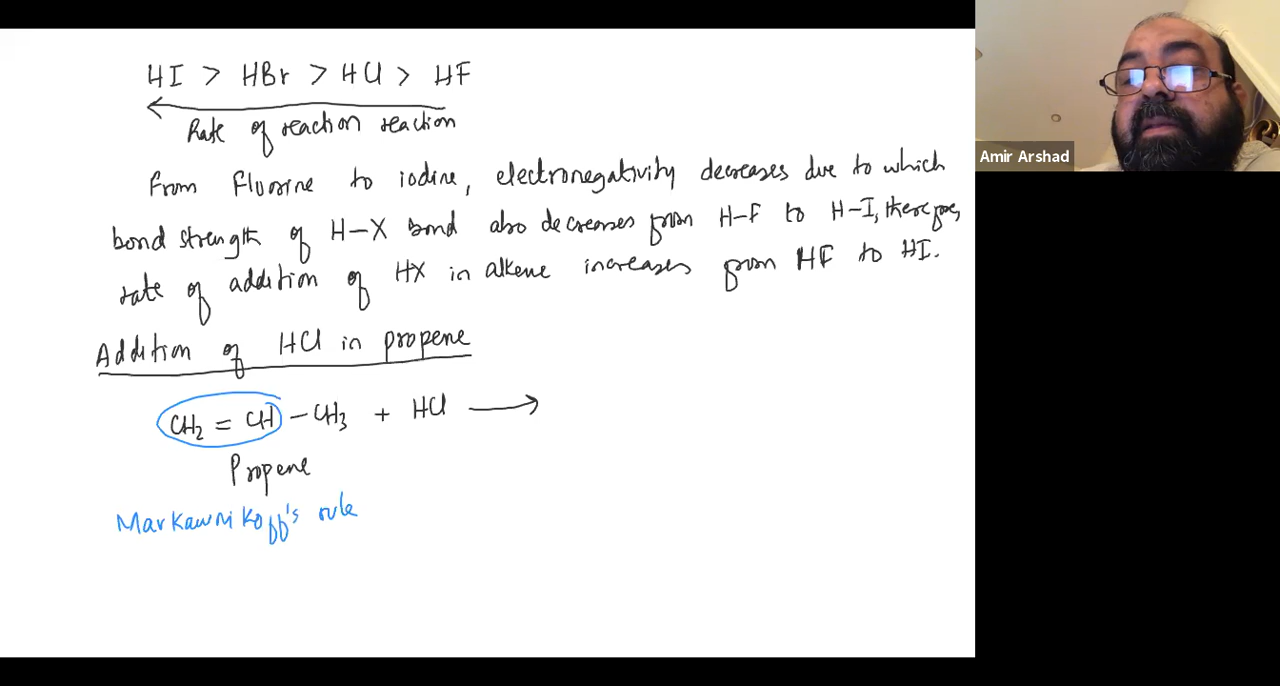 HI > HBr > HCl > HF
Rate of reaction reaction
From Fluorine to iodine, electronegativity decreases due to which
bond strength of H-X bond also decreases from H-F to H-I, therefore,
rate of addition of HX in alkene increases from HF to HI.
Addition of HCl in propene
CH2 = CH - CH3 + HCl →
Propene
Markawnikoff's rule
Amir Arshad